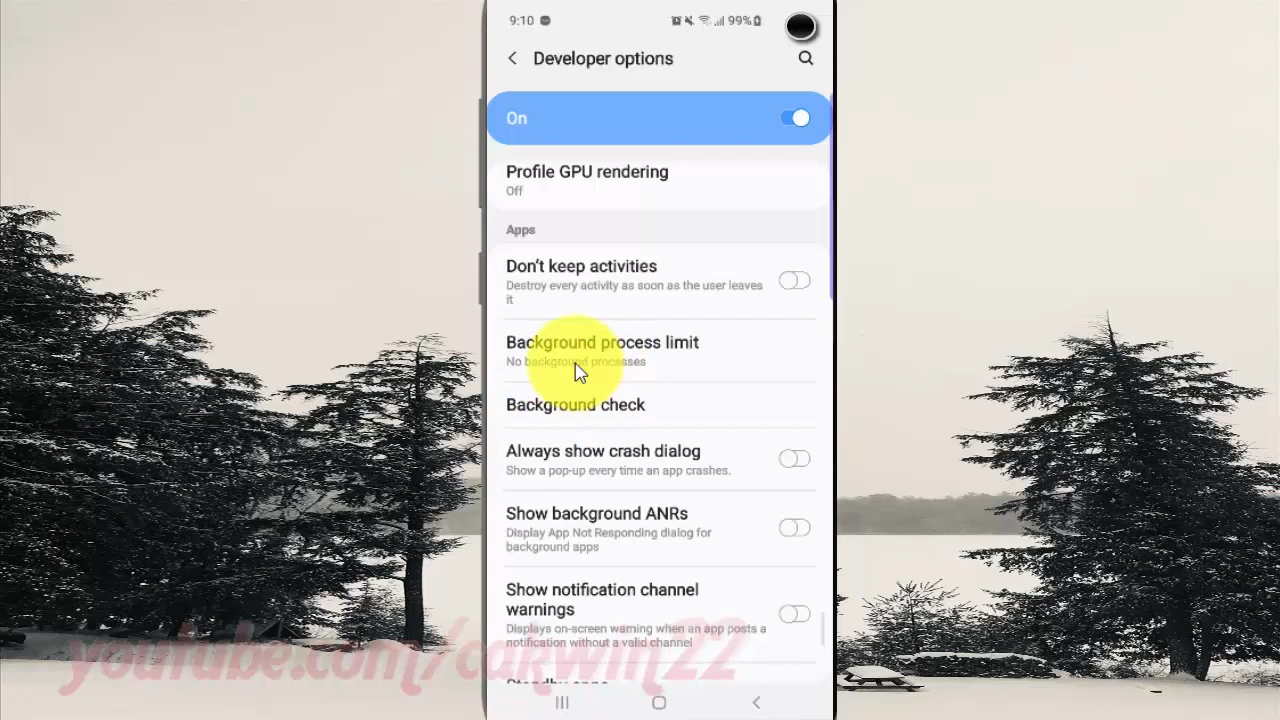 9:10
99%
Developer options
On
Profile GPU rendering
Off
Apps
Don't keep activities
Destroy every activity as soon as the user leaves
it
Background process limit
No background processes
Background check
Always show crash dialog
Show a pop-up every time an app crashes.
Show background ANRs
Display App Not Responding dialog for
background apps
Show notification channel
warnings
Displays on-screen warning when an app posts a
notification without a valid channel
youtube.com/cakwin22
Standby apps